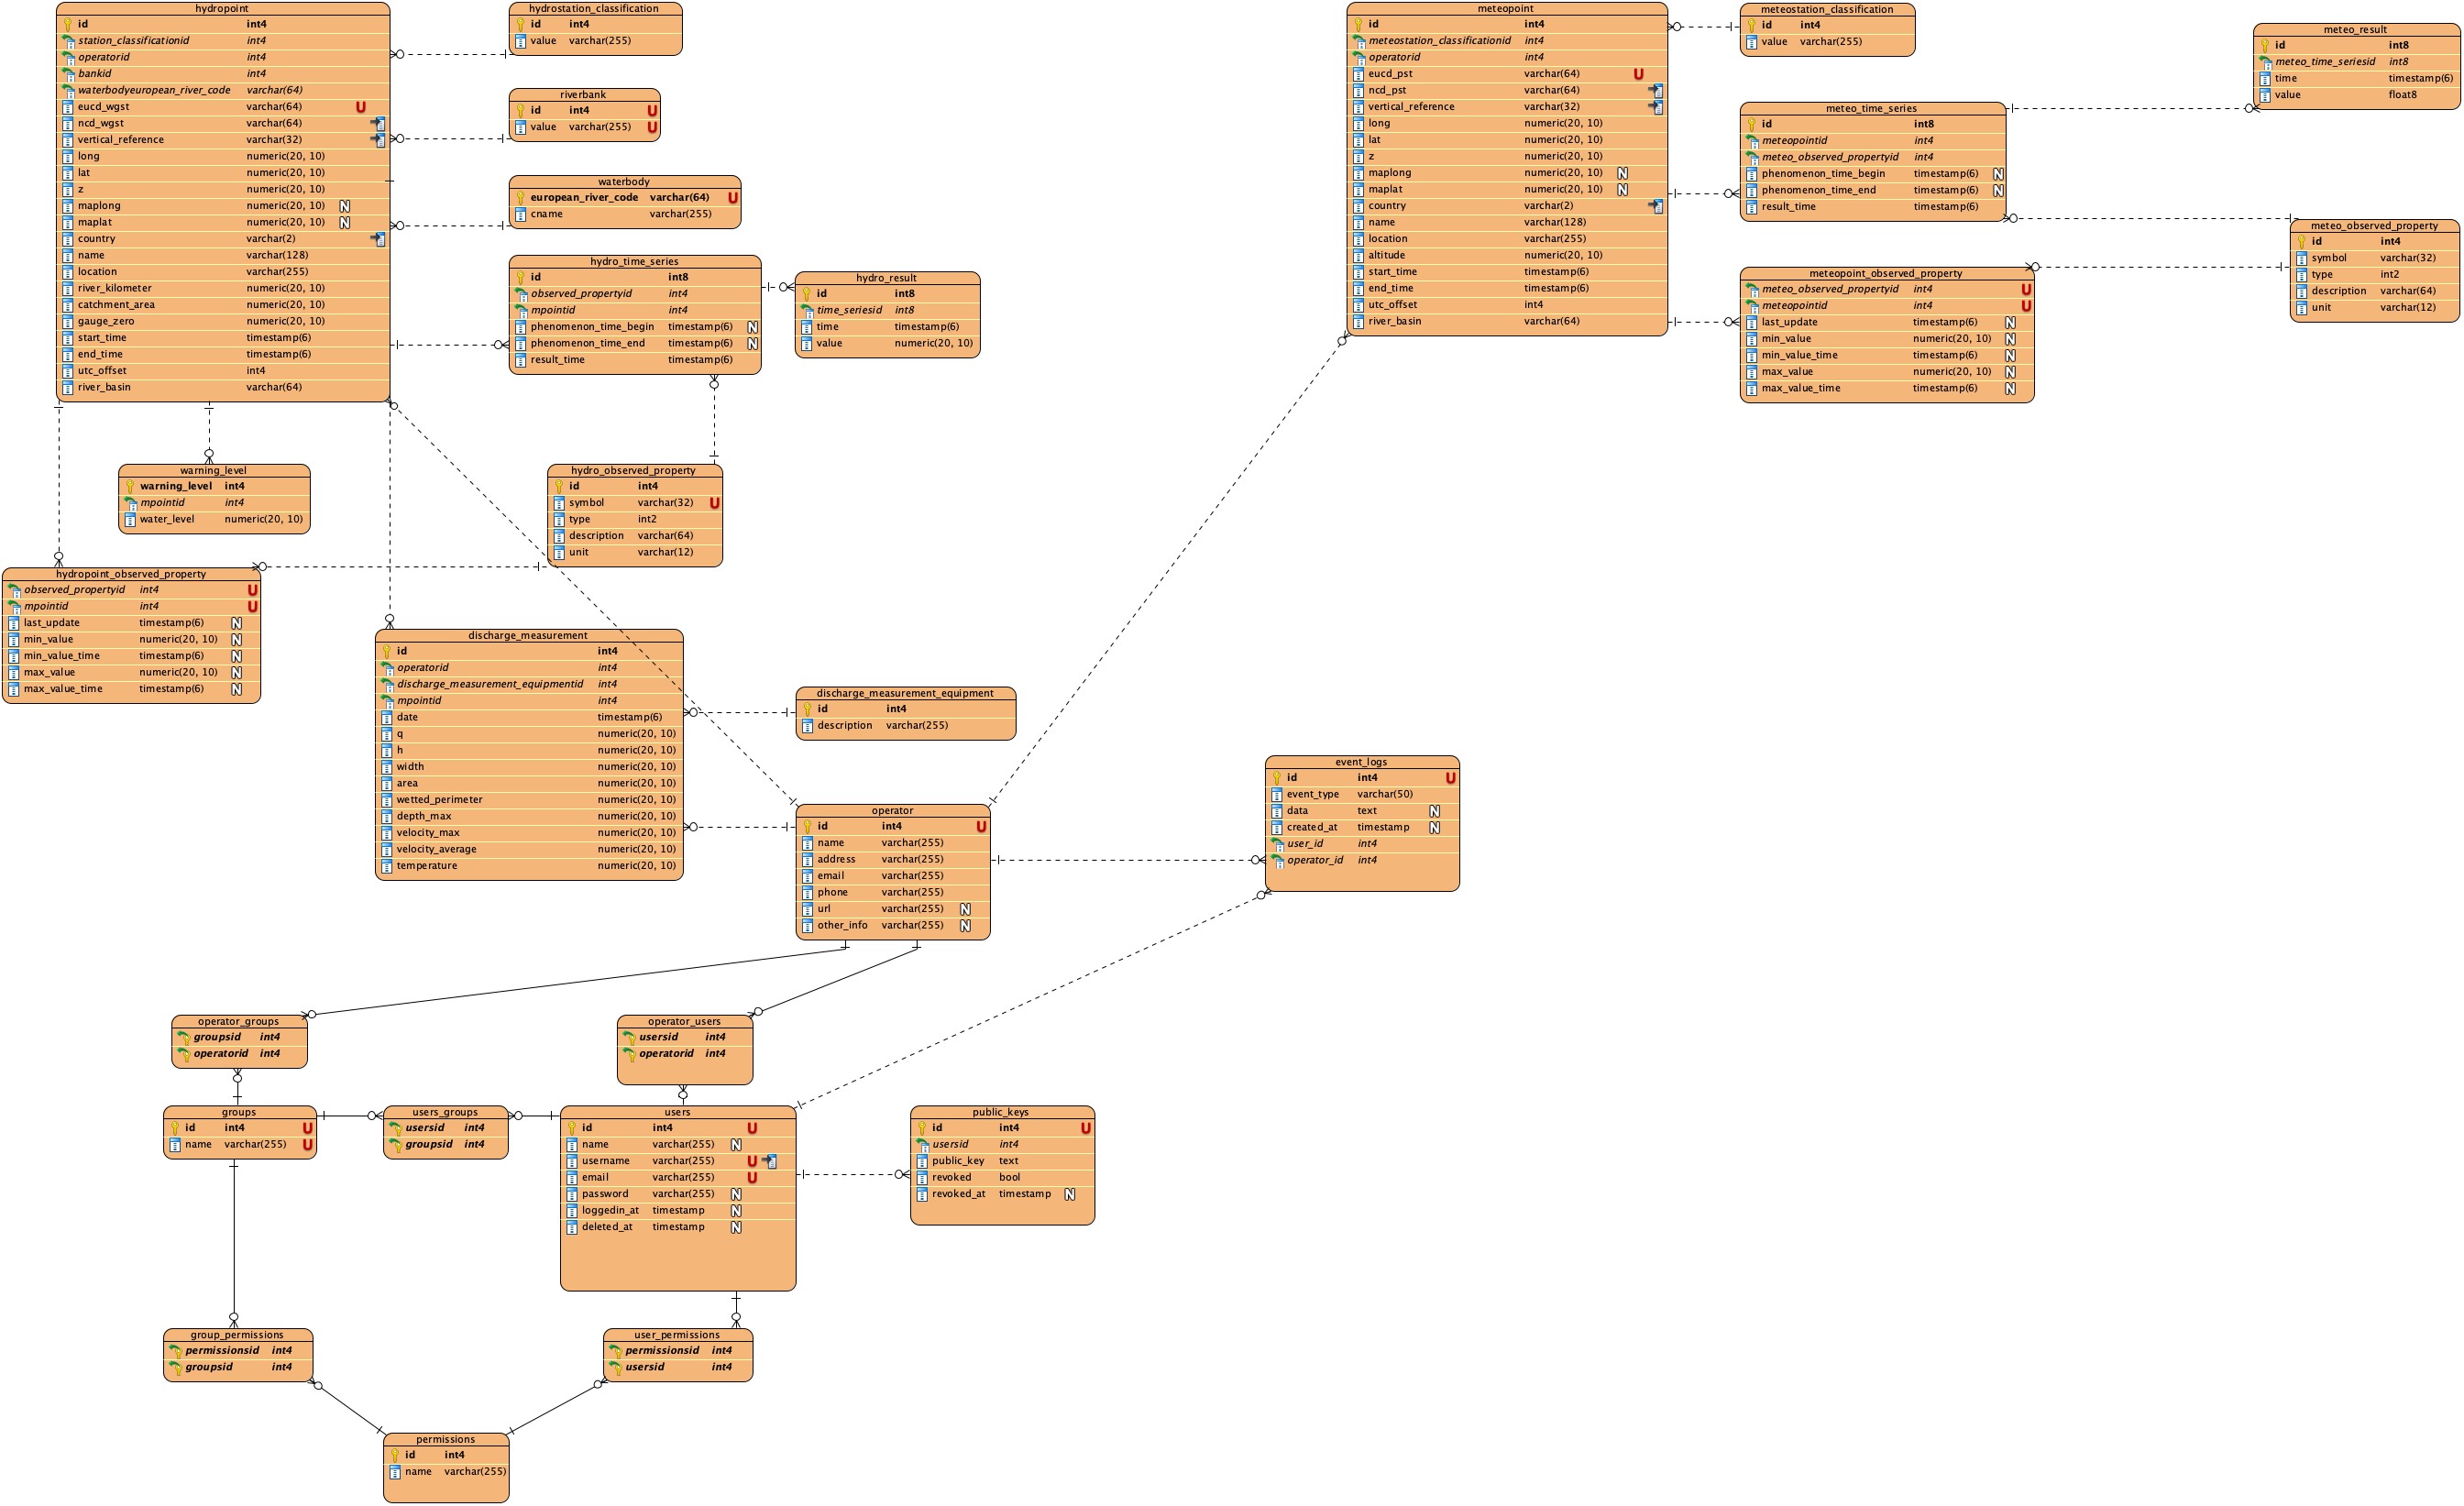 hydropoint
id int4
station_classificationid int4
operatorid int4
bankid int4
waterbodyeuropean_river_code varchar(64)
eucd_wgst varchar(64) U
ncd_wgst varchar(64)
vertical_reference varchar(32)
long numeric(20, 10)
lat numeric(20, 10)
z numeric(20, 10)
maplong numeric(20, 10) N
maplat numeric(20, 10) N
country varchar(2)
name varchar(128)
location varchar(255)
river_kilometer numeric(20, 10)
catchment_area numeric(20, 10)
gauge_zero numeric(20, 10)
start_time timestamp(6)
end_time timestamp(6)
utc_offset int4
river_basin varchar(64)
hydrostation_classification
id int4
value varchar(255)
riverbank
id int4 U
value varchar(255) U
waterbody
european_river_code varchar(64) U
cname varchar(255)
hydro_time_series
id int8
observed_propertyid int4
mpointid int4
phenomenon_time_begin timestamp(6) N
phenomenon_time_end timestamp(6) N
result_time timestamp(6)
hydro_result
id int8
time_seriesid int8
time timestamp(6)
value numeric(20, 10)
meteopoint
id int4
meteostation_classificationid int4
operatorid int4
eucd_pst varchar(64) U
ncd_pst varchar(64)
vertical_reference varchar(32)
long numeric(20, 10)
lat numeric(20, 10)
z numeric(20, 10)
maplong numeric(20, 10) N
maplat numeric(20, 10) N
country varchar(2)
name varchar(128)
location varchar(255)
altitude numeric(20, 10)
start_time timestamp(6)
end_time timestamp(6)
utc_offset int4
river_basin varchar(64)
meteostation_classification
id int4
value varchar(255)
meteo_result
id int8
meteo_time_seriesid int8
time timestamp(6)
value float8
meteo_time_series
id int8
meteopointid int4
meteo_observed_propertyid int4
phenomenon_time_begin timestamp(6) N
phenomenon_time_end timestamp(6) N
result_time timestamp(6)
meteo_observed_property
id int4
symbol varchar(32)
type int2
description varchar(64)
unit varchar(12)
meteopoint_observed_property
meteo_observed_propertyid int4 U
meteopointid int4 U
last_update timestamp(6) N
min_value numeric(20, 10) N
min_value_time timestamp(6) N
max_value numeric(20, 10) N
max_value_time timestamp(6) N
warning_level
warning_level int4
mpointid int4
water_level numeric(20, 10)
hydro_observed_property
id int4
symbol varchar(32) U
type int2
description varchar(64)
unit varchar(12)
hydropoint_observed_property
observed_propertyid int4 U
mpointid int4 U
last_update timestamp(6) N
min_value numeric(20, 10) N
min_value_time timestamp(6) N
max_value numeric(20, 10) N
max_value_time timestamp(6) N
discharge_measurement
id int4
operatorid int4
discharge_measurement_equipmentid int4
mpointid int4
date timestamp(6)
q numeric(20, 10)
h numeric(20, 10)
width numeric(20, 10)
area numeric(20, 10)
wetted_perimeter numeric(20, 10)
depth_max numeric(20, 10)
velocity_max numeric(20, 10)
velocity_average numeric(20, 10)
temperature numeric(20, 10)
discharge_measurement_equipment
id int4
description varchar(255)
operator
id int4 U
name varchar(255)
address varchar(255)
email varchar(255)
phone varchar(255)
url varchar(255) N
other_info varchar(255) N
event_logs
id int4 U
event_type varchar(50)
data text N
created_at timestamp N
user_id int4
operator_id int4
operator_groups
groupsid int4
operatorid int4
operator_users
usersid int4
operatorid int4
groups
id int4 U
name varchar(255) U
users_groups
usersid int4
groupsid int4
users
id int4 U
name varchar(255) N
username varchar(255) U
email varchar(255) U
password varchar(255) N
loggedin_at timestamp N
deleted_at timestamp N
public_keys
id int4 U
usersid int4
public_key text
revoked bool
revoked_at timestamp N
group_permissions
permissionsid int4
groupsid int4
user_permissions
permissionsid int4
usersid int4
permissions
id int4
name varchar(255)